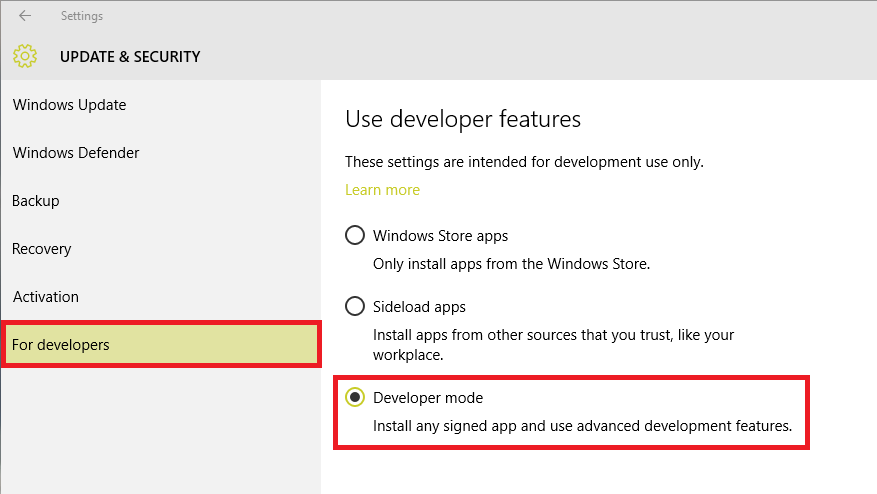 Settings
UPDATE & SECURITY
Windows Update
Windows Defender
Backup
Recovery
Activation
For developers
Use developer features
These settings are intended for development use only.
Learn more
Windows Store apps
Only install apps from the Windows Store.
Sideload apps
Install apps from other sources that you trust, like your
workplace.
Developer mode
Install any signed app and use advanced development features.